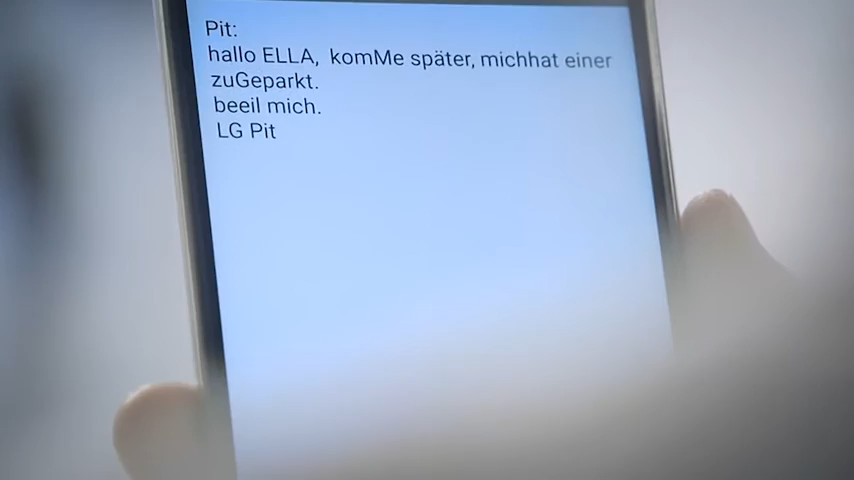 Pit:
hallo ELLA,  komMe später, michhat einer
zuGeparkt.
beeil mich.
LG Pit